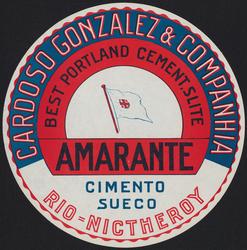 CARDOSO GONZALEZ & COMPANHIA
BEST PORTLAND CEMENT.SLITE
AMARANTE
CIMENTO
SUECO
RIO=NICTHEROY